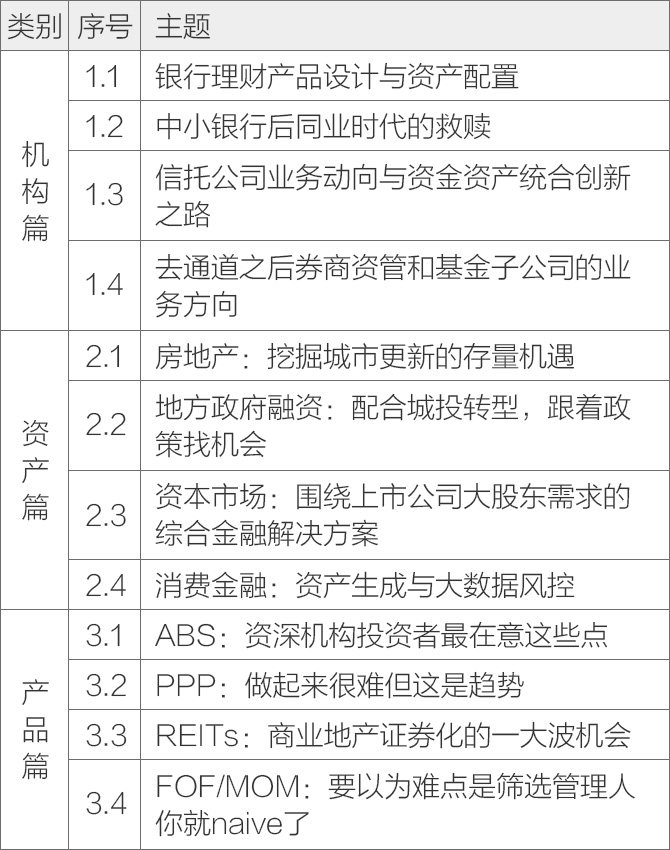 类别 序号 主题
机构篇
1.1 银行理财产品设计与资产配置
1.2 中小银行后同业时代的救赎
1.3 信托公司业务动向与资金资产统合创新
之路
1.4 去通道之后券商资管和基金子公司的业
务方向
资产篇
2.1 房地产：挖掘城市更新的存量机遇
2.2 地方政府融资：配合城投转型，跟着政
策找机会
2.3 资本市场：围绕上市公司大股东需求的
综合金融解决方案
2.4 消费金融：资产生成与大数据风控
产品篇
3.1 ABS：资深机构投资者最在意这些点
3.2 PPP：做起来很难但这是趋势
3.3 REITs：商业地产证券化的一大波机会
3.4 FOF/MOM：要以为难点是筛选管理人
你就naive了